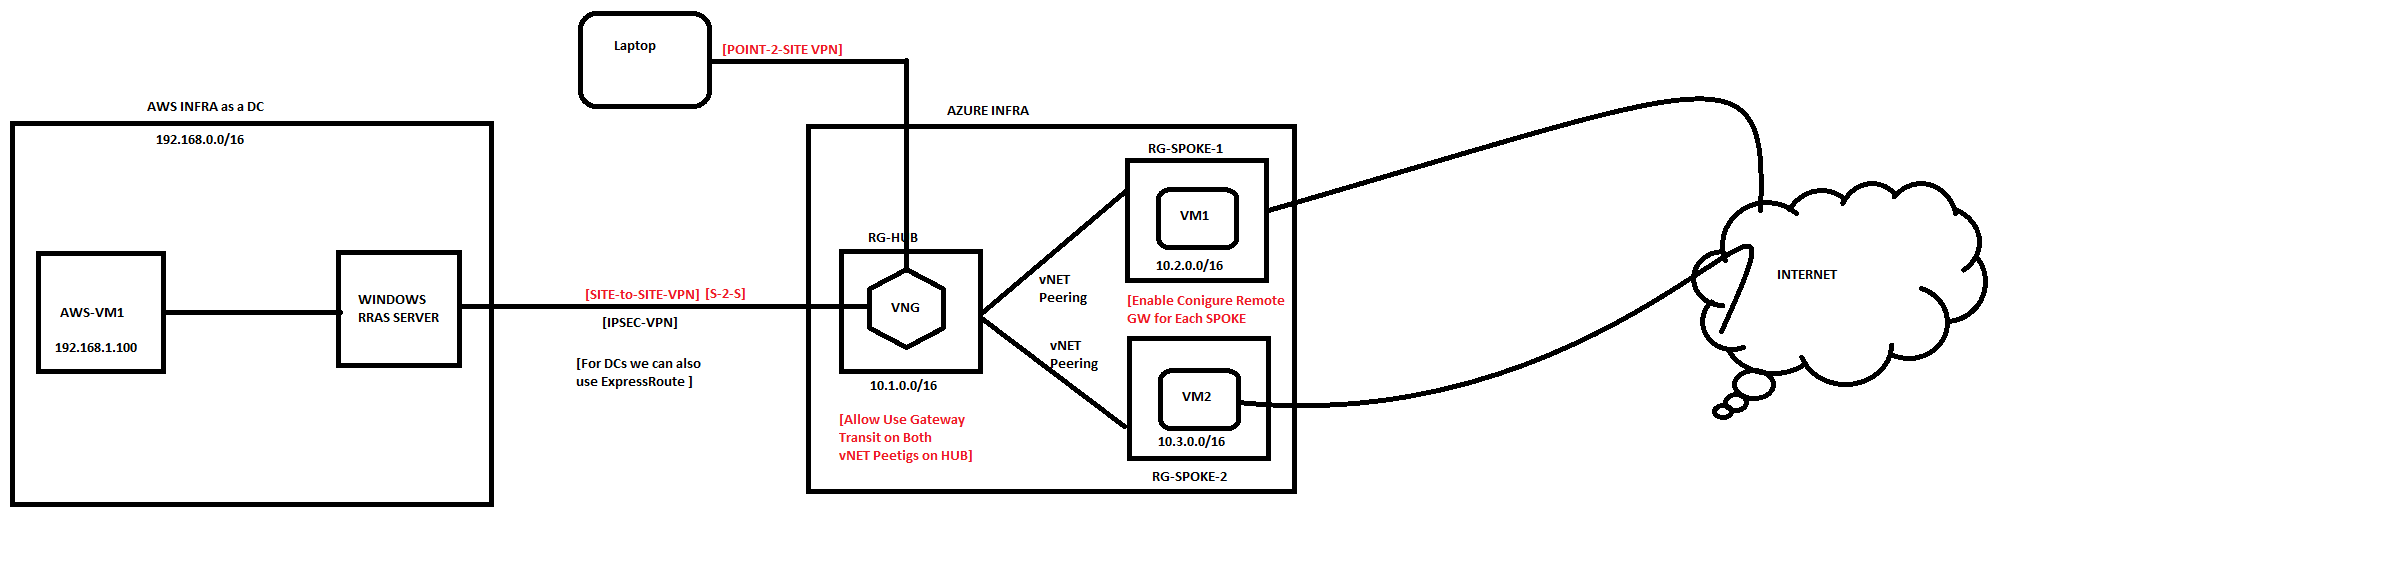 Laptop
[POINT-2-SITE VPN]
AWS INFRA as a DC
192.168.0.0/16
AWS-VM1
192.168.1.100
WINDOWS
RRAS SERVER
[SITE-to-SITE-VPN] [S-2-S]
[IPSEC-VPN]
[For DCs we can also
use ExpressRoute ]
AZURE INFRA
RG-HUB
VNG
10.1.0.0/16
[Allow Use Gateway
Transit on Both
vNET Peetigs on HUB]
vNET
Peering
vNET
Peering
RG-SPOKE-1
VM1
10.2.0.0/16
[Enable Conigure Remote
GW for Each SPOKE
VM2
10.3.0.0/16
RG-SPOKE-2
INTERNET